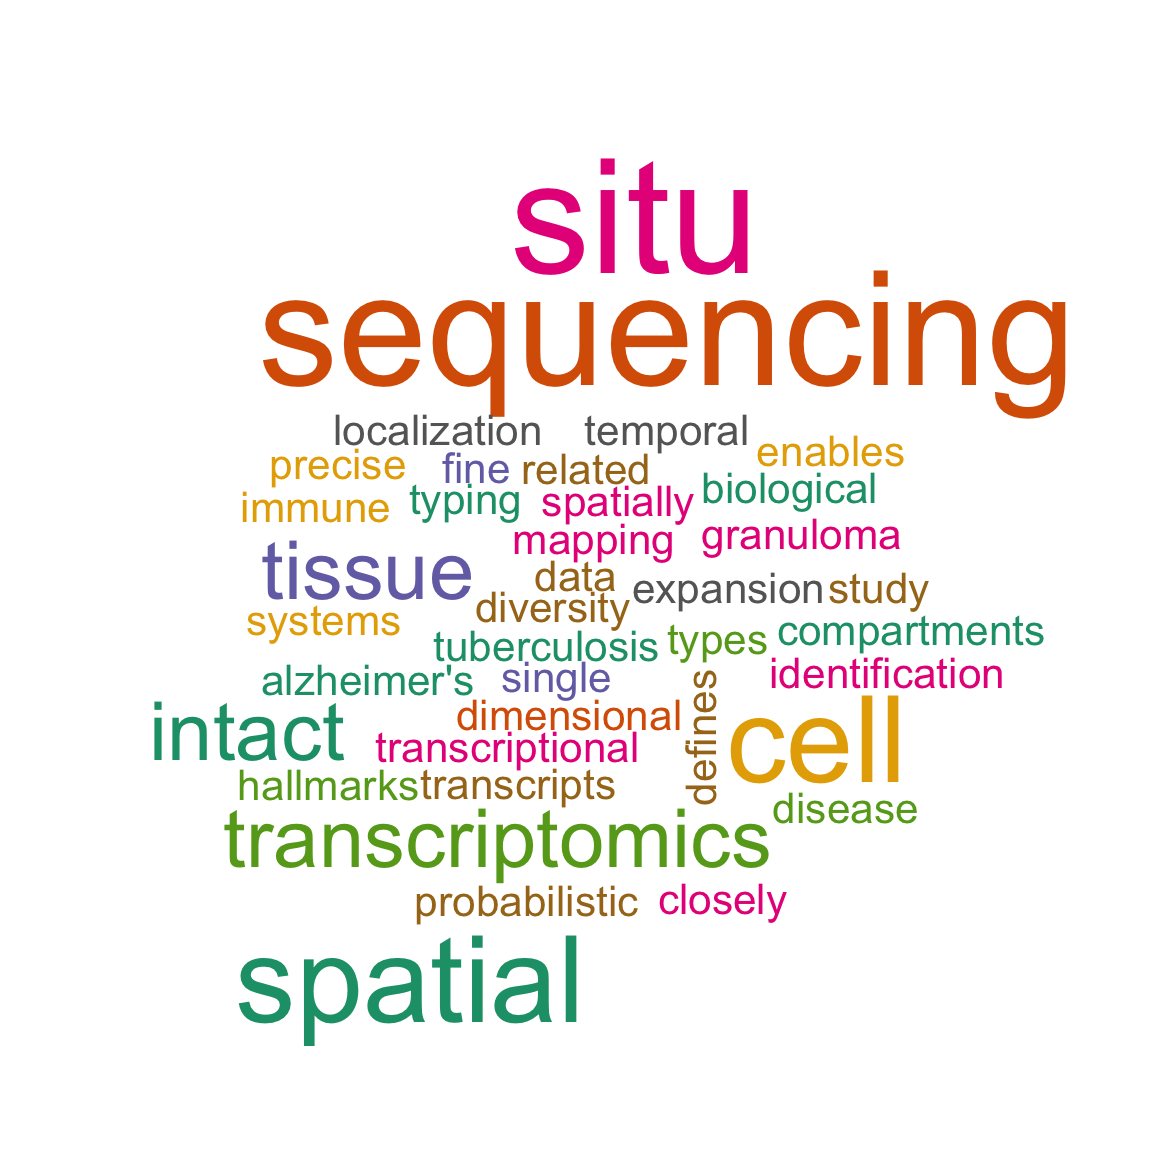 situ
sequencing
localization temporal
precise fine related enables
immune typing spatially biological
mapping granuloma
tissue data expansion study
systems diversity
tuberculosis types compartments
alzheimer's single identification
intact dimensional defines cell
transcriptional
hallmarks transcripts disease
transcriptomics
probabilistic closely
spatial